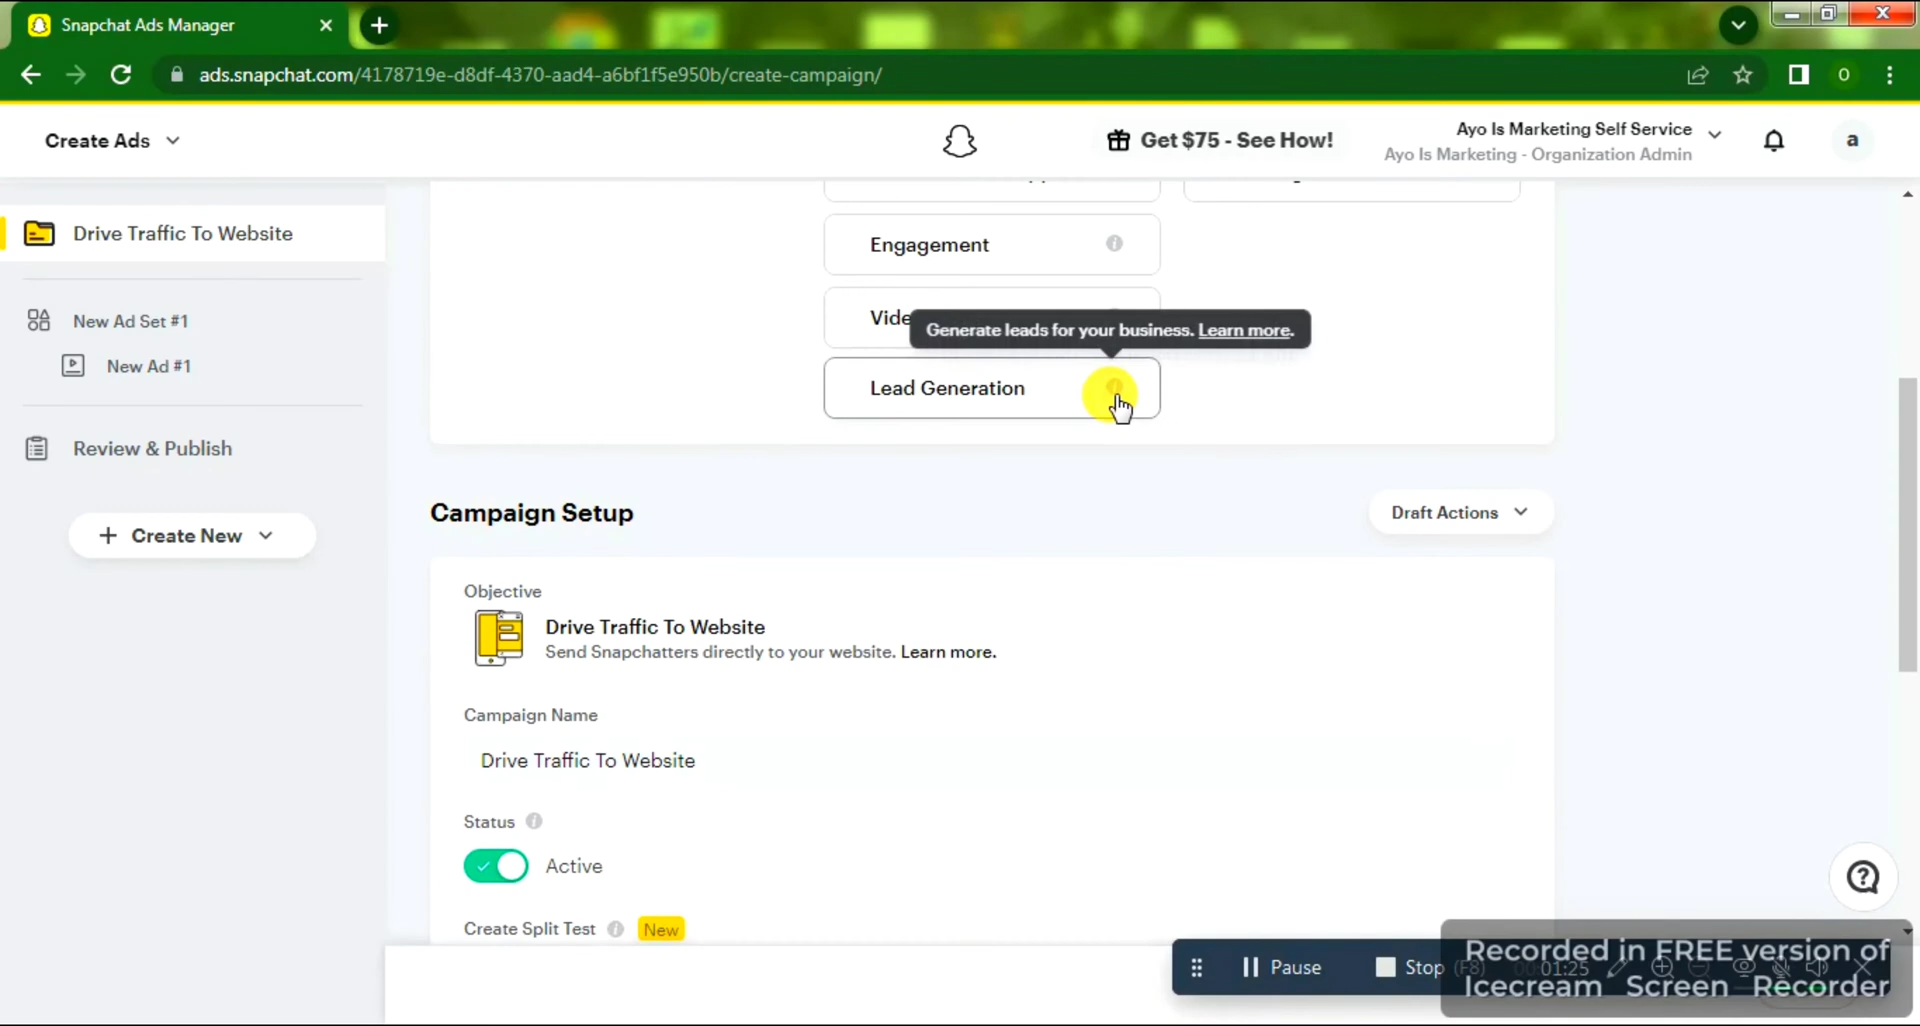 Snapchat Ads Manager
ads.snapchat.com/4178719e-d8df-4370-aad4-a6bf1f5e950b/create-campaign/
O
Create Ads
Get $75 - See How!
Ayo Is Marketing Self Service
Ayo Is Marketing - Organization Admin
a
Drive Traffic To Website
New Ad Set #1
New Ad #1
Review & Publish
+ Create New
Engagement
Vide
Generate leads for your business. Learn more.
Lead Generation
Campaign Setup
Draft Actions
Objective
Drive Traffic To Website
Send Snapchatters directly to your website. Learn more.
Campaign Name
Drive Traffic To Website
Status
Active
Create Split Test New
Pause
Stop (F8)
00:01:25
Recorded in FREE version of
Icecream Screen Recorder